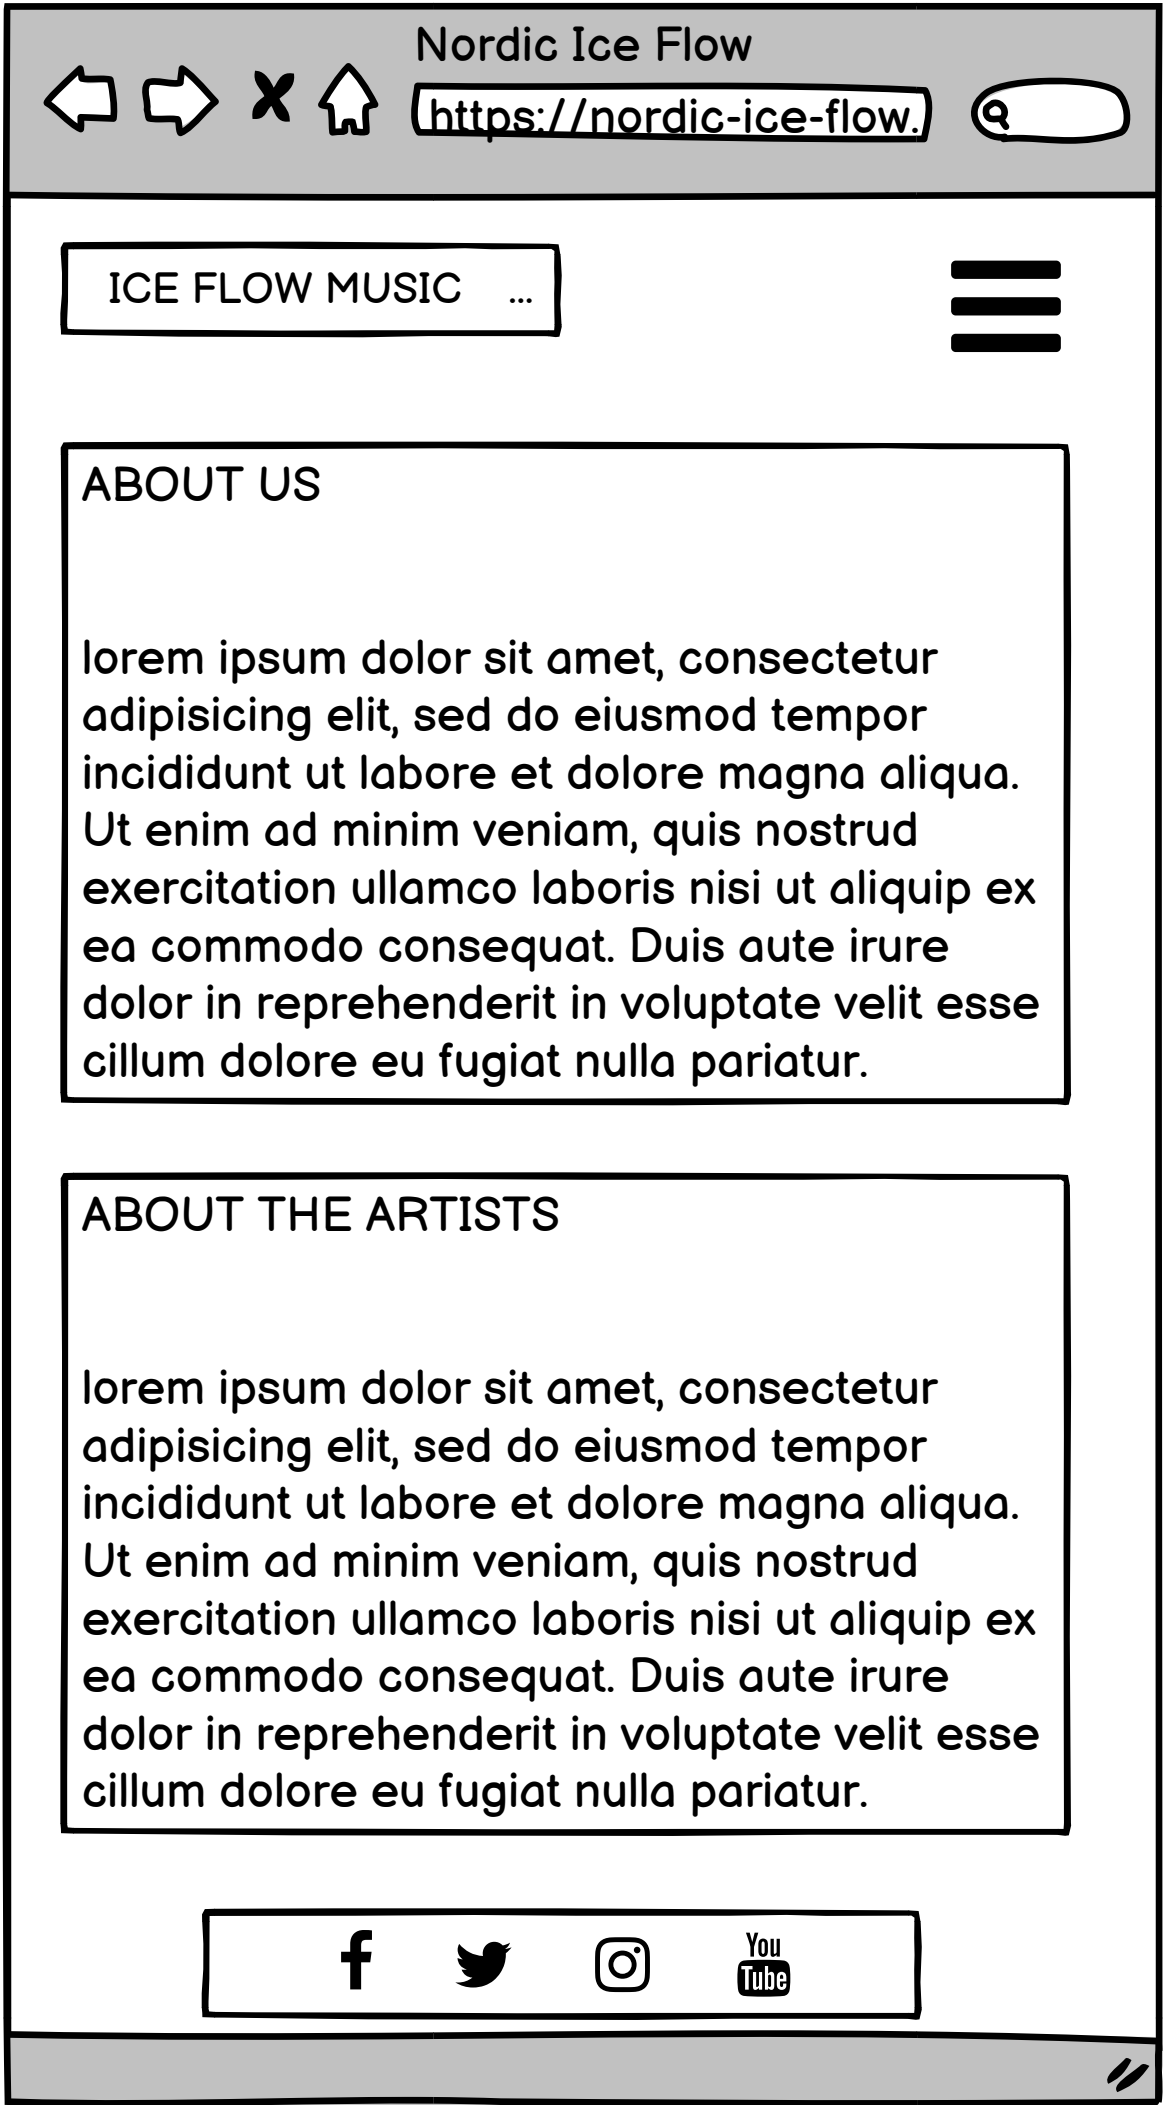 Nordic Ice Flow
https://nordic-ice-flow.
ICE FLOW MUSIC ...
ABOUT US
lorem ipsum dolor sit amet, consectetur
adipisicing elit, sed do eiusmod tempor
incididunt ut labore et dolore magna aliqua.
Ut enim ad minim veniam, quis nostrud
exercitation ullamco laboris nisi ut aliquip ex
ea commodo consequat. Duis aute irure
dolor in reprehenderit in voluptate velit esse
cillum dolore eu fugiat nulla pariatur.
ABOUT THE ARTISTS
lorem ipsum dolor sit amet, consectetur
adipisicing elit, sed do eiusmod tempor
incididunt ut labore et dolore magna aliqua.
Ut enim ad minim veniam, quis nostrud
exercitation ullamco laboris nisi ut aliquip ex
ea commodo consequat. Duis aute irure
dolor in reprehenderit in voluptate velit esse
cillum dolore eu fugiat nulla pariatur.
You
Tube